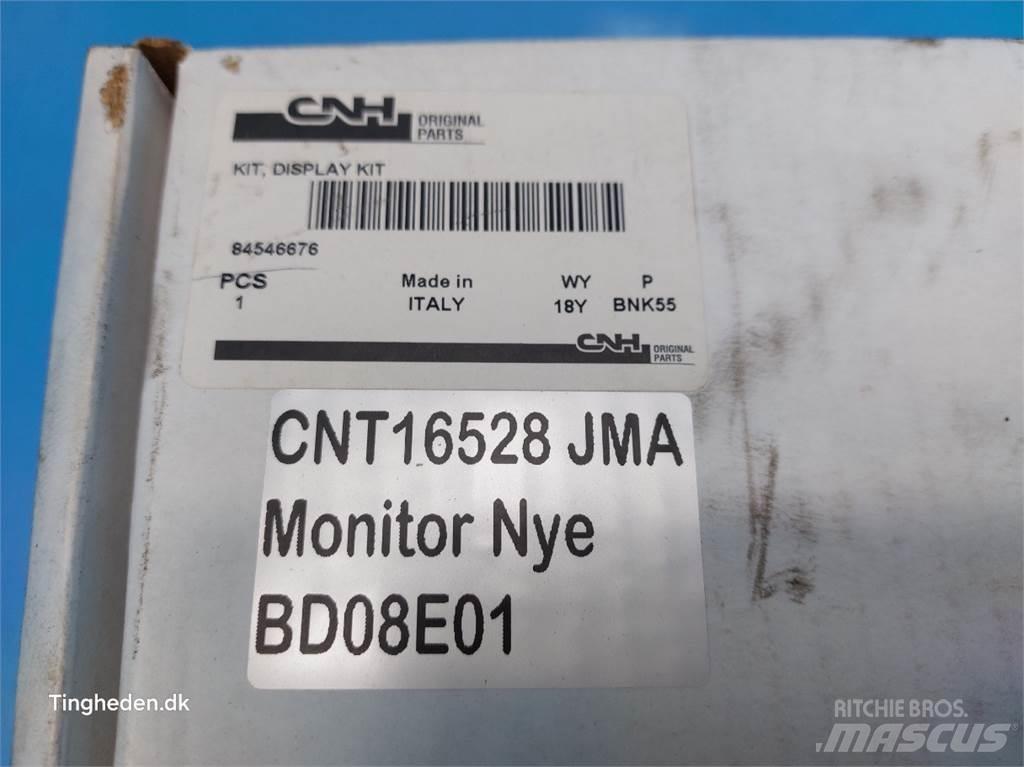 CNH ORIGINAL
PARTS
KIT, DISPLAY KIT
84546676
PCS Made in WY P
1 ITALY 18Y BNK55
CNH ORIGINAL
PARTS
CNT16528 JMA
Monitor Nye
BD08E01
Tingheden.dk
RITCHIE BROS.
MASCUS